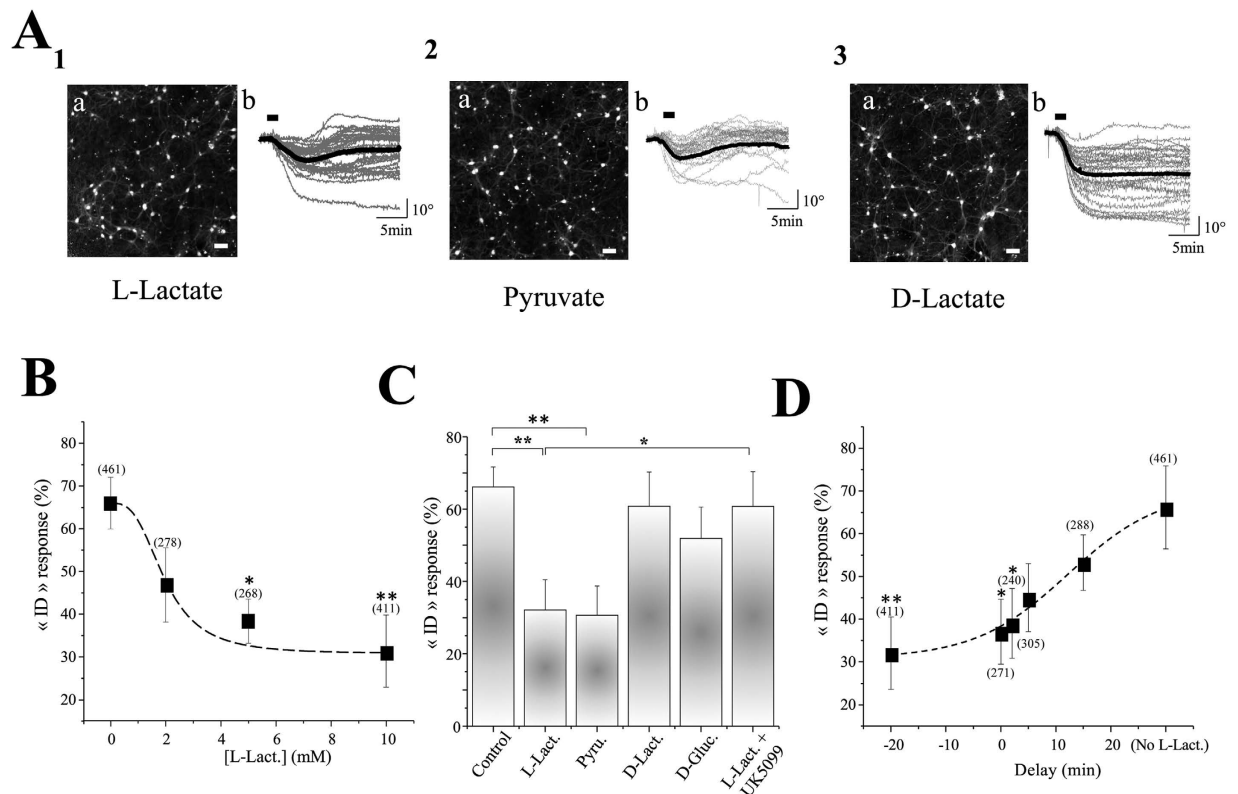 A
1
a
b
10°
5min
L-Lactate
2
a
b
10°
5min
Pyruvate
3
a
b
10°
5min
D-Lactate
B
« ID » response (%)
80
70
60
50
40
30
20
(461)
(278)
*
(268)
**
(411)
0 2 4 6 8 10
[L-Lact.] (mM)
C
« ID » response (%)
80
60
40
20
0
**
**
*
Control
L-Lact.
Pyru.
D-Lact.
D-Gluc.
L-Lact. +
UK5099
D
« ID » response (%)
80
70
60
50
40
30
20
**
(411)
*
(271)
*
(240)
(305)
(288)
(461)
-20 -10 0 10 20 (No L-Lact.)
Delay (min)